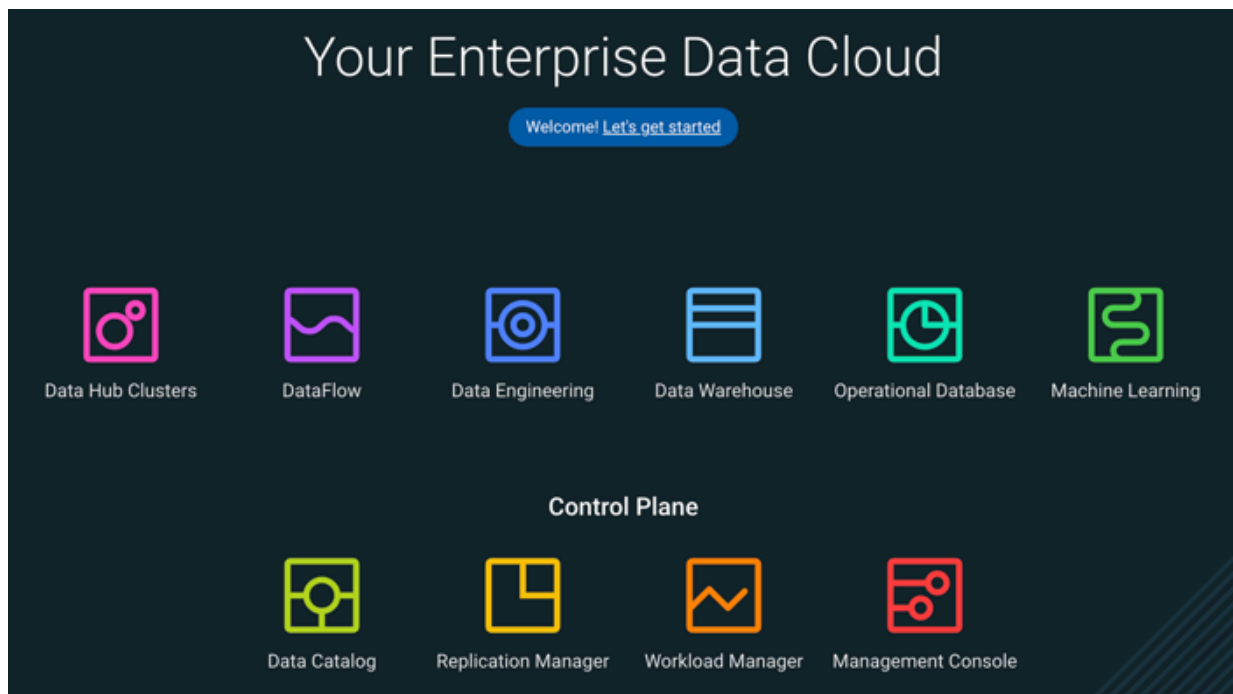 Your Enterprise Data Cloud
Welcome! Let's get started
Data Hub Clusters
DataFlow
Data Engineering
Data Warehouse
Operational Database
Machine Learning
Control Plane
Data Catalog
Replication Manager
Workload Manager
Management Console